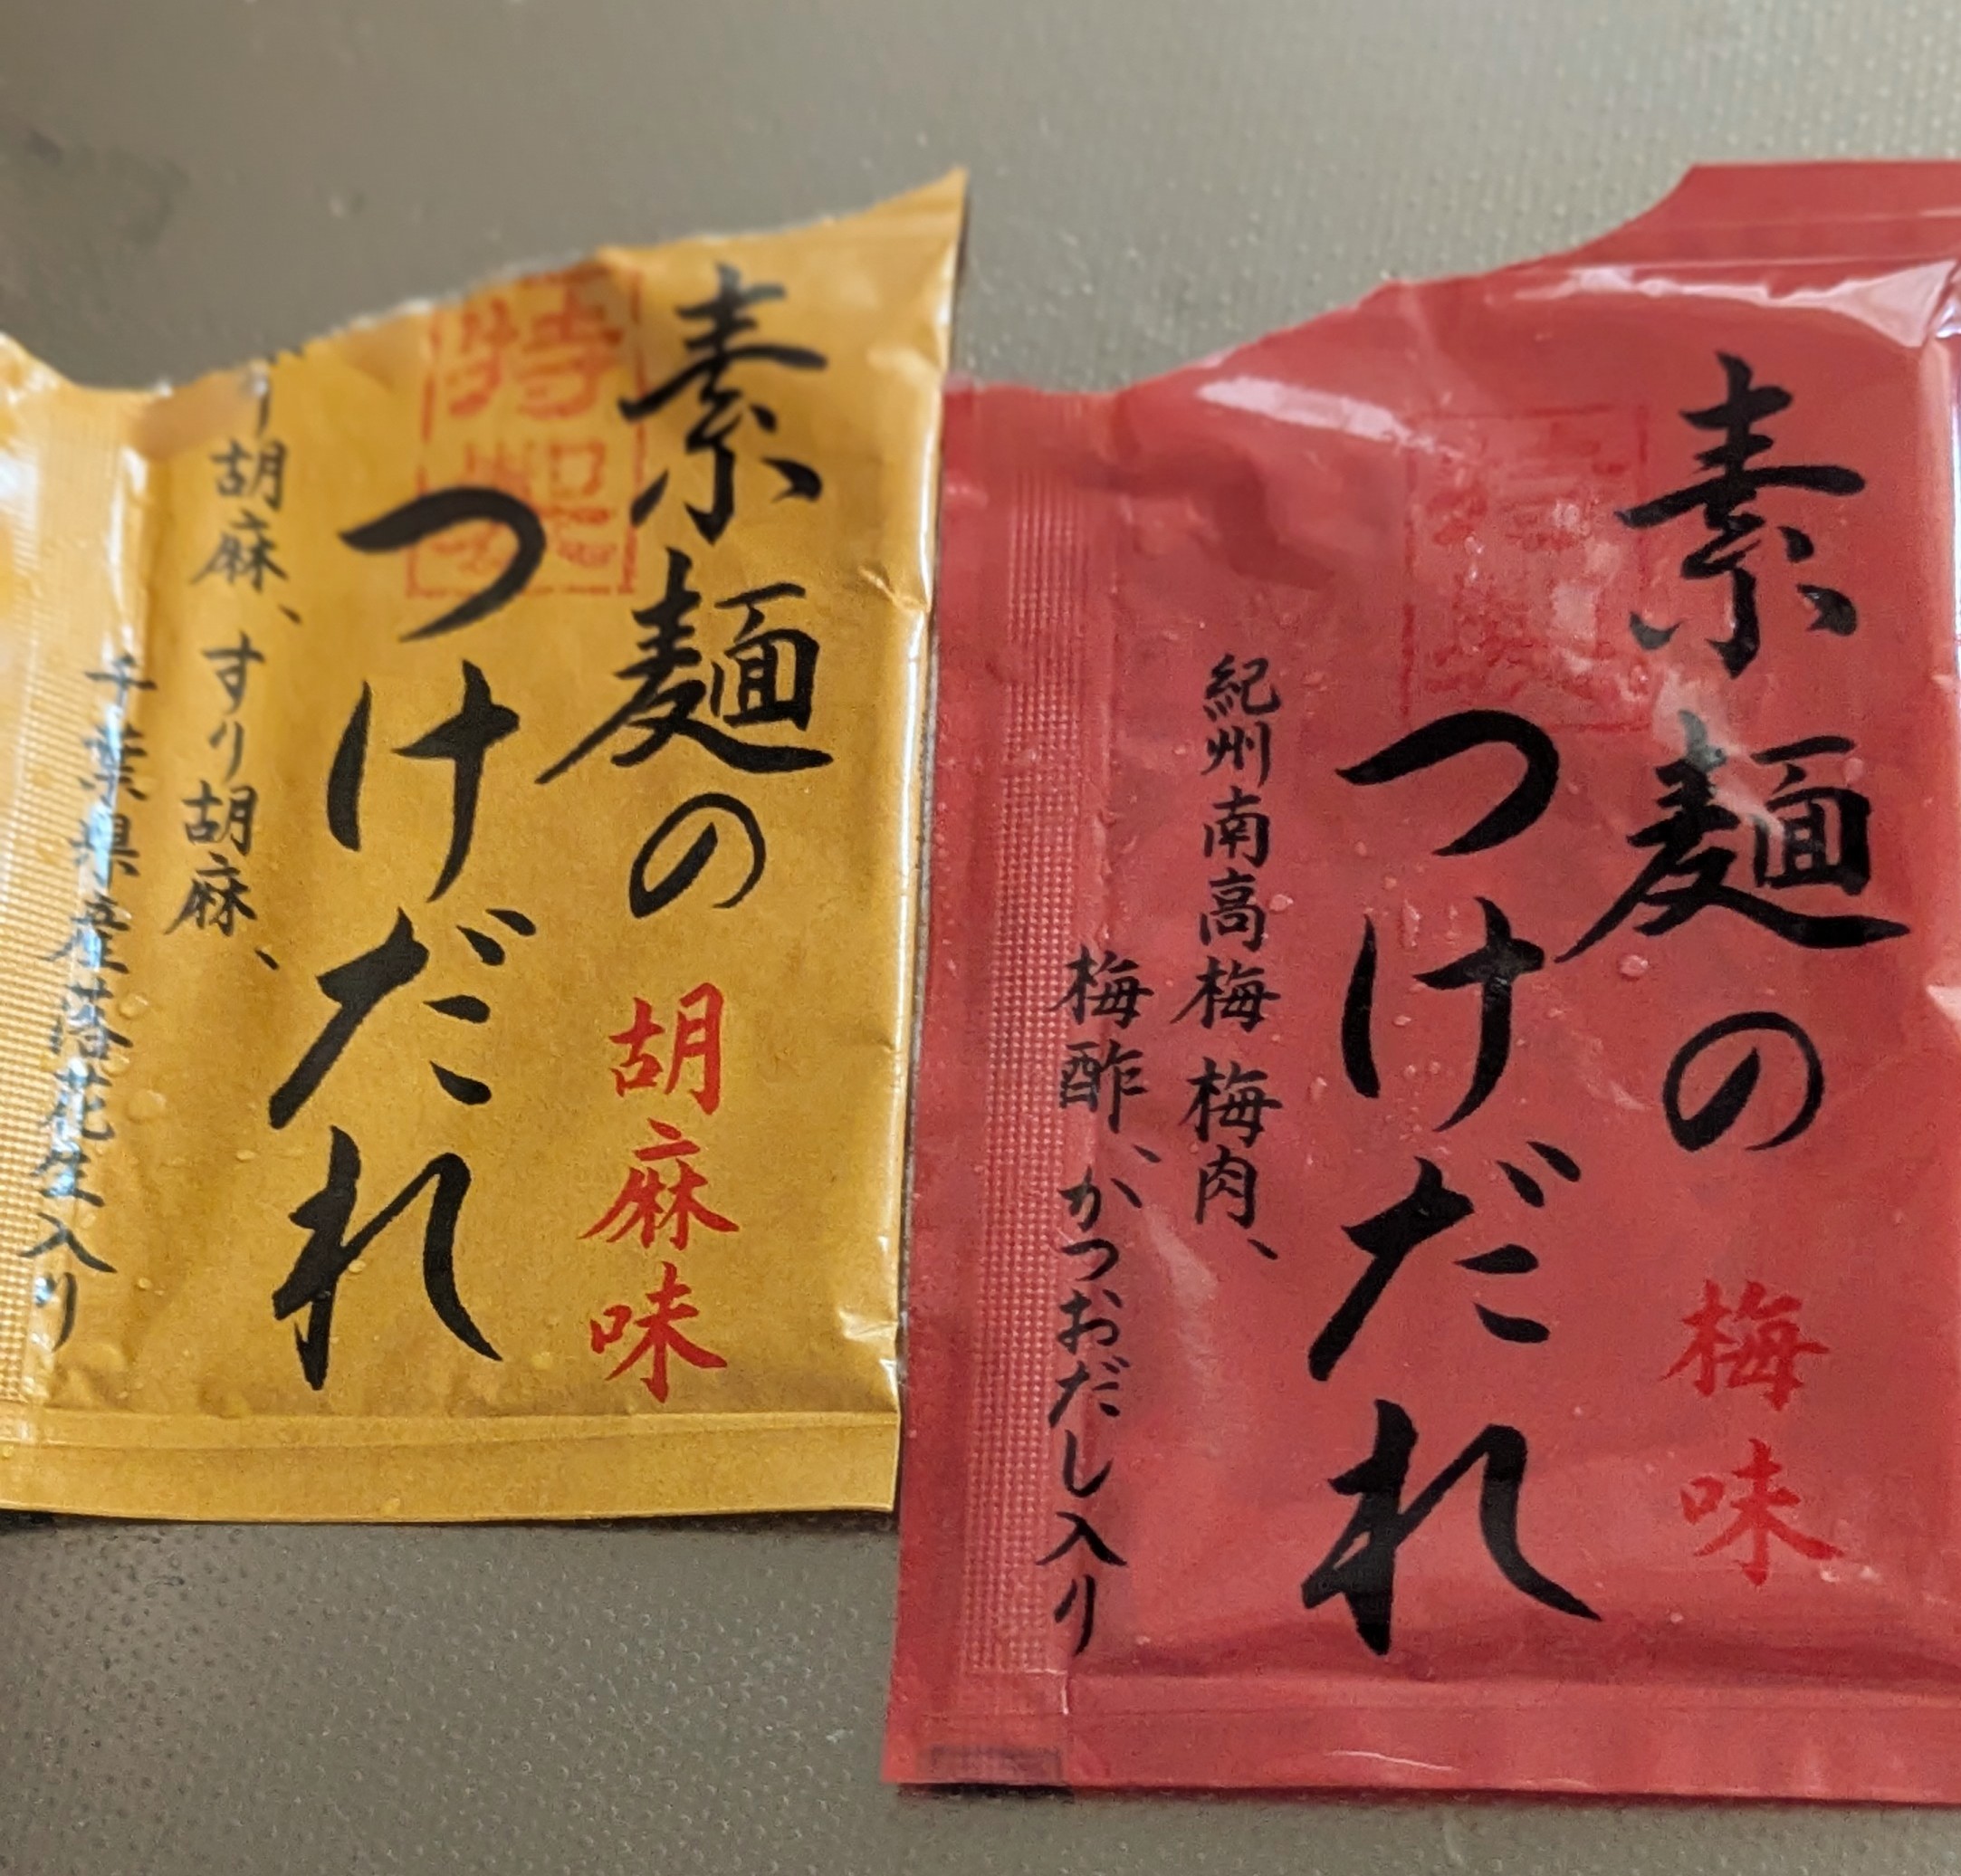 素麺の 胡麻味
つけだれ
特製
胡麻、すり胡麻、
千葉県産落花生入り
素麺の 梅味
つけだれ
紀州南高梅 梅肉、
梅酢、かつおだし入り